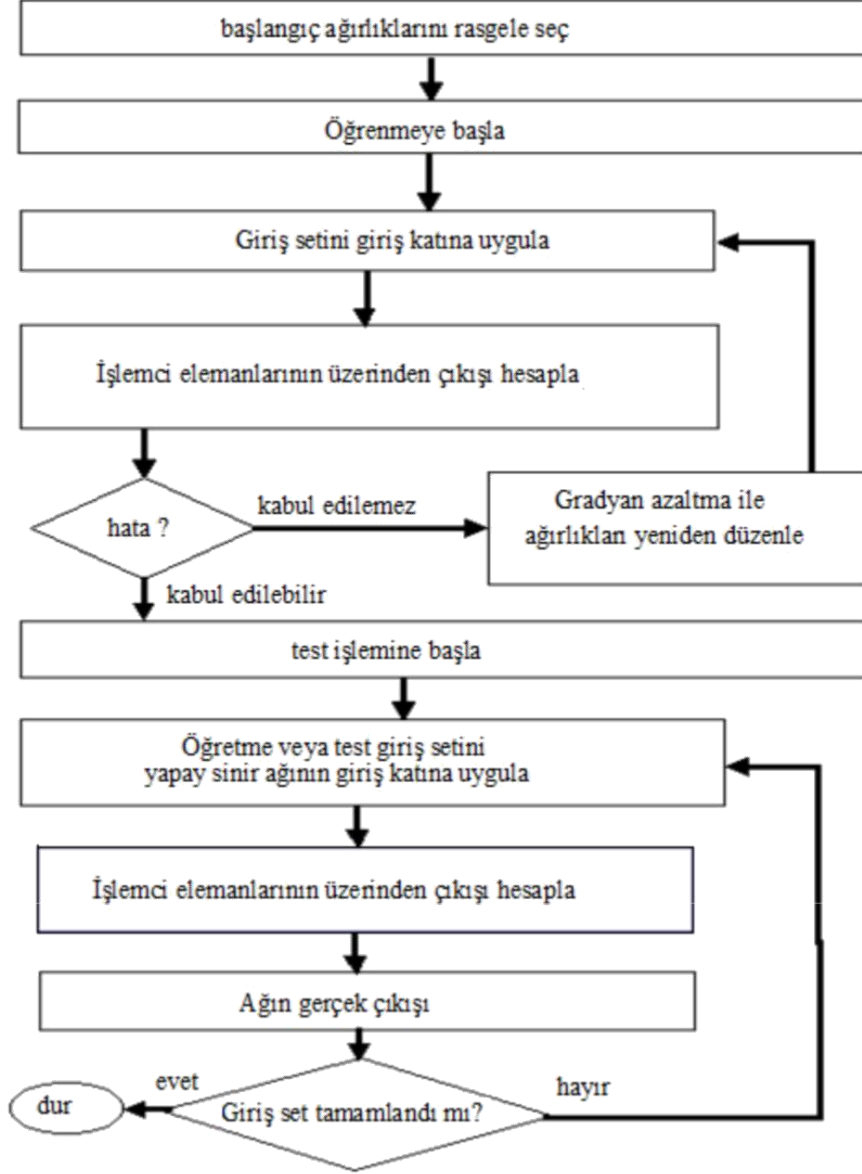 başlangıç ağırlıklarını rasgele seç
Öğrenmeye başla
Giriş setini giriş katına uygula
İşlemci elemanlarının üzerinden çıkışı hesapla
hata ?
kabul edilemez
Gradyan azaltma ile
ağırlıkları yeniden düzenle
kabul edilebilir
test işlemine başla
Öğretme veya test giriş setini
yapay sinir ağının giriş katına uygula
İşlemci elemanlarının üzerinden çıkışı hesapla
Ağın gerçek çıkışı
evet
hayır
dur
Giriş set tamamlandı mı?